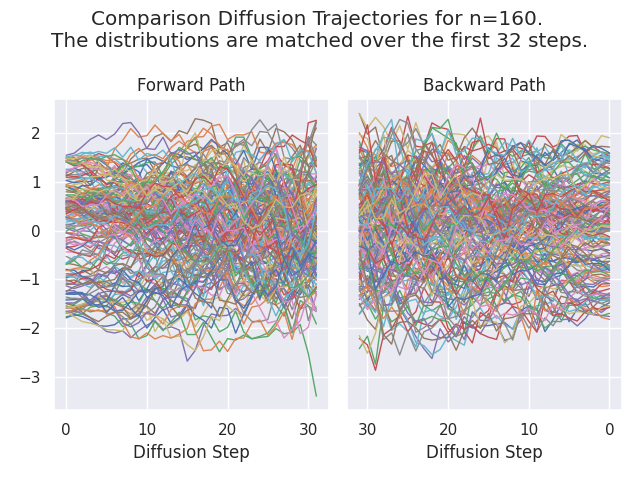 Comparison Diffusion Trajectories for n=160.
The distributions are matched over the first 32 steps.
Forward Path
Backward Path
2
1
0
−1
−2
−3
0 10 20 30
30 20 10 0
Diffusion Step
Diffusion Step